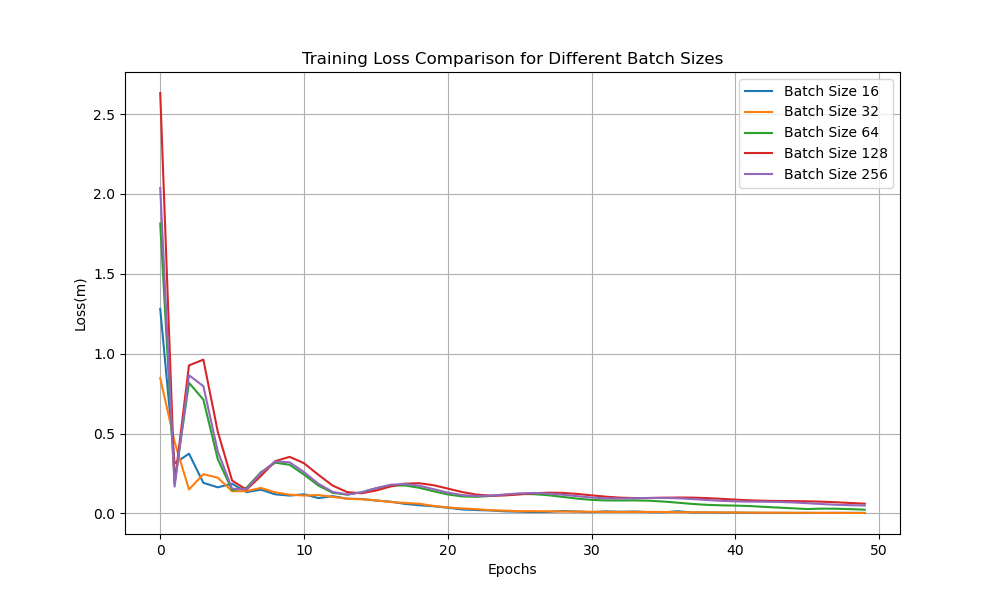 Training Loss Comparison for Different Batch Sizes
Batch Size 16
Batch Size 32
Batch Size 64
Batch Size 128
Batch Size 256
Loss(m)
2.5
2.0
1.5
1.0
0.5
0.0
0 10 20 30 40 50
Epochs